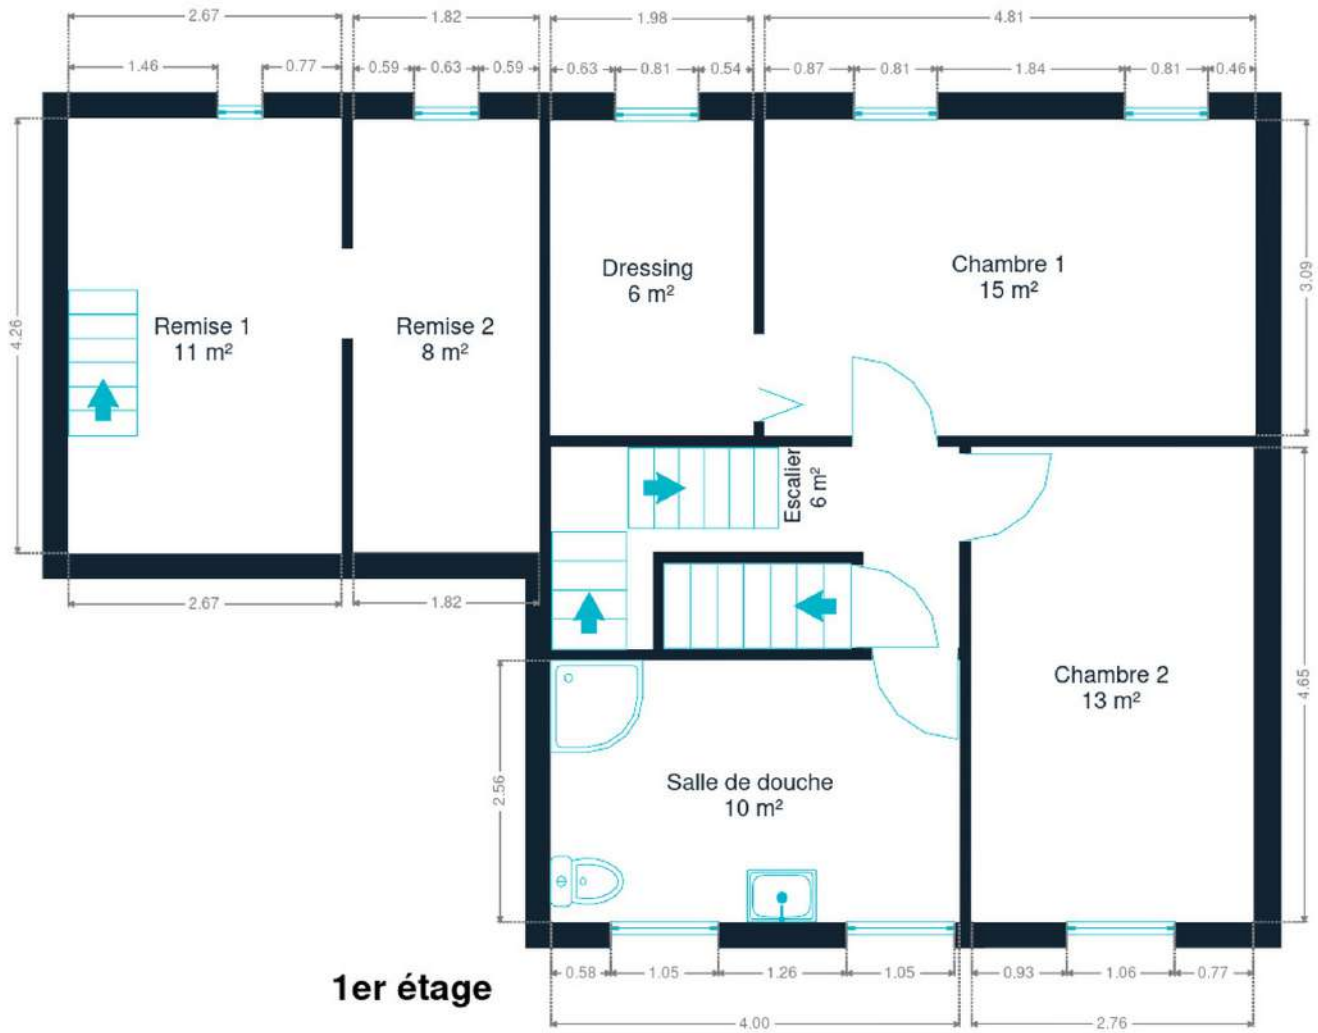 2.67
1.82
1.98
4.81
1.46
0.77
0.59
0.63
0.59
0.63
0.81
0.54
0.87
0.81
1.84
0.81
0.46
4.26
3.09
Dressing
6 m²
Chambre 1
15 m²
Remise 1
11 m²
Remise 2
8 m²
Escalier
6 m²
2.67
1.82
2.56
4.65
Chambre 2
13 m²
Salle de douche
10 m²
0.58
1.05
1.26
1.05
0.93
1.06
0.77
1er étage
4.00
2.76